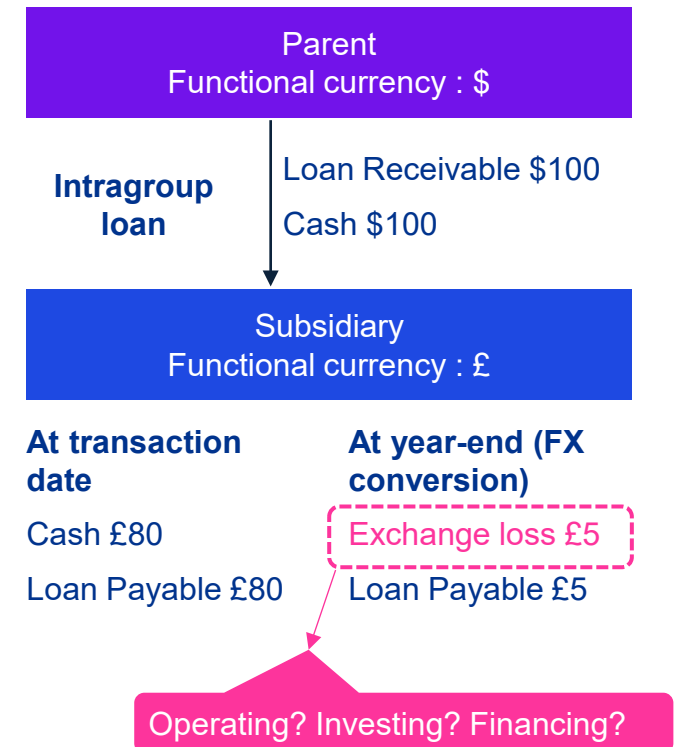 Parent
Functional currency : $
Intragroup
loan
Loan Receivable $100
Cash $100
Subsidiary
Functional currency : £
At transaction
date
Cash £80
Loan Payable £80
At year-end (FX
conversion)
Exchange loss £5
Loan Payable £5
Operating? Investing? Financing?